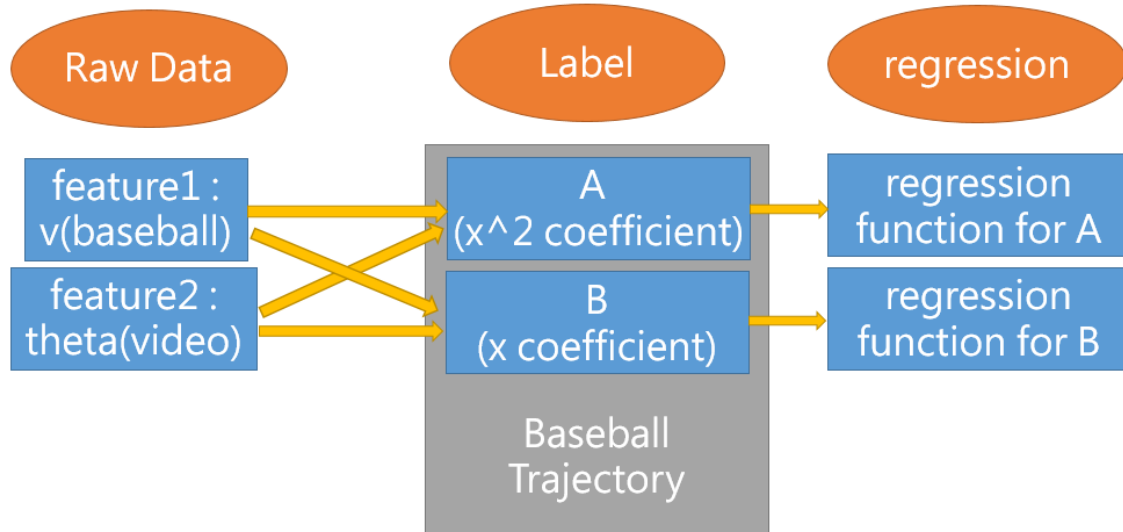 Raw Data
Label
regression
feature1 :
v(baseball)
A
(x^2 coefficient)
regression
function for A
feature2 :
theta(video)
B
(x coefficient)
regression
function for B
Baseball
Trajectory